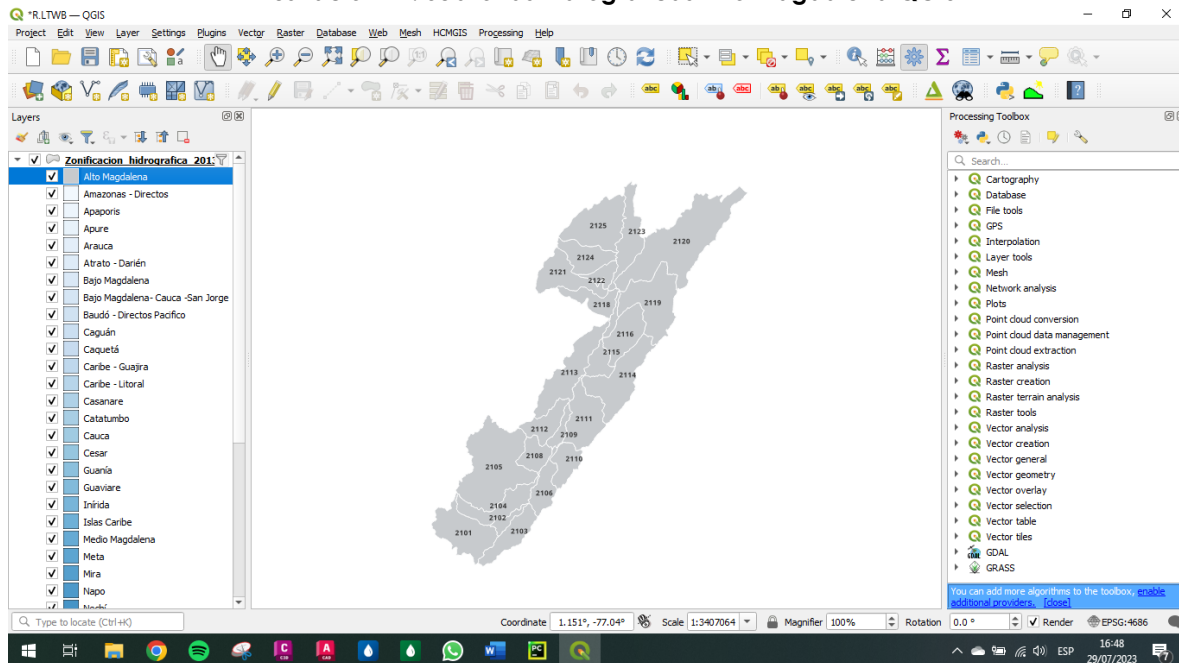 *R.LTWB — QGIS
Project Edit View Layer Settings Plugins Vector Raster Database Web Mesh HCMGIS Processing Help
Layers
Zonificacion_hidrografica_201
Alto Magdalena
Amazonas - Directos
Apaporis
Apure
Arauca
Atrato - Darién
Bajo Magdalena
Bajo Magdalena- Cauca -San Jorge
Baudó - Directos Pacifico
Caguán
Caquetá
Caribe - Guajira
Caribe - Litoral
Casanare
Catatumbo
Cauca
Cesar
Guanía
Guaviare
Inírida
Islas Caribe
Medio Magdalena
Meta
Mira
Napo
2125
2123
2120
2124
2121
2122
2118
2119
2116
2115
2113
2114
2111
2112
2109
2108
2110
2105
2106
2104
2102
2103
2101
Processing Toolbox
Search...
Cartography
Database
File tools
GPS
Interpolation
Layer tools
Mesh
Network analysis
Plots
Point cloud conversion
Point cloud data management
Point cloud extraction
Raster analysis
Raster creation
Raster terrain analysis
Raster tools
Vector analysis
Vector creation
Vector general
Vector geometry
Vector overlay
Vector selection
Vector table
Vector tiles
GDAL
GRASS
You can add more algorithms to the toolbox, enable
additional providers. [close]
Type to locate (Ctrl+K) Coordinate 1.151°, -77.04° Scale 1:3407064 Magnifier 100% Rotation 0.0 ° Render EPSG:4686
ESP
16:48
29/07/2023